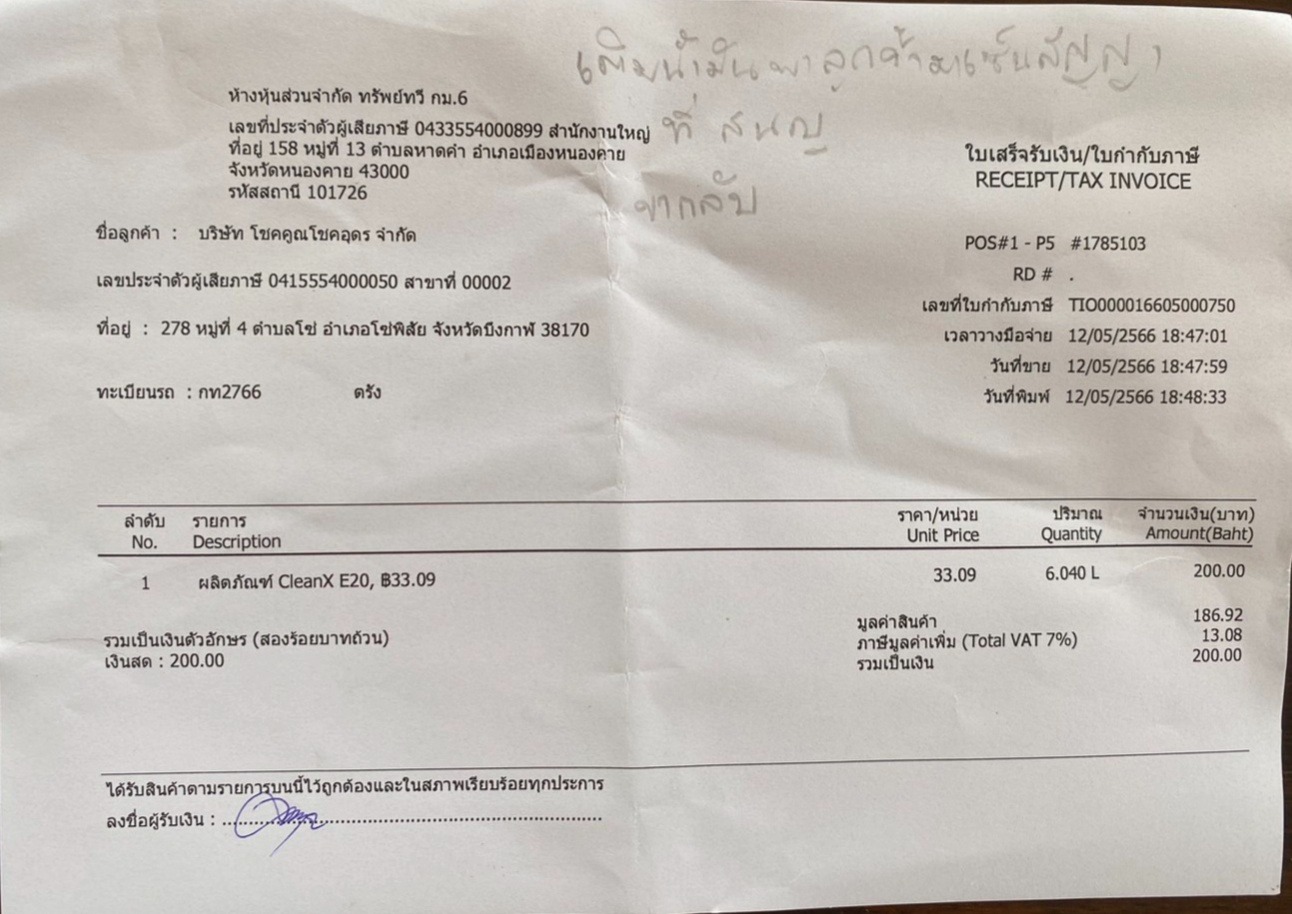 เติมน้ำมันพาลูกค้ามาเซ็นสัญญา
ที่ สนญ
ขากลับ
ห้างหุ้นส่วนจำกัด ทรัพย์ทวี กม.6
เลขที่ประจำตัวผู้เสียภาษี 0433554000899 สำนักงานใหญ่
ที่อยู่ 158 หมู่ที่ 13 ตำบลหาดคำ อำเภอเมืองหนองคาย
จังหวัดหนองคาย 43000
รหัสสถานี 101726
ใบเสร็จรับเงิน/ใบกำกับภาษี
RECEIPT/TAX INVOICE
ชื่อลูกค้า : บริษัท โชคคูณโชคอุดร จำกัด
เลขประจำตัวผู้เสียภาษี 0415554000050 สาขาที่ 00002
ที่อยู่ : 278 หมู่ที่ 4 ตำบลโซ่ อำเภอโซ่พิสัย จังหวัดบึงกาฬ 38170
ทะเบียนรถ : กท2766 ตรัง
POS#1 - P5 #1785103
RD # .
เลขที่ใบกำกับภาษี TIO000016605000750
เวลาวางมือจ่าย 12/05/2566 18:47:01
วันที่ขาย 12/05/2566 18:47:59
วันที่พิมพ์ 12/05/2566 18:48:33
ลำดับ รายการ ราคา/หน่วย ปริมาณ จำนวนเงิน(บาท)
No. Description Unit Price Quantity Amount(Baht)
1 ผลิตภัณฑ์ CleanX E20, ฿33.09 33.09 6.040 L 200.00
มูลค่าสินค้า 186.92
ภาษีมูลค่าเพิ่ม (Total VAT 7%) 13.08
รวมเป็นเงิน 200.00
รวมเป็นเงินตัวอักษร (สองร้อยบาทถ้วน)
เงินสด : 200.00
ได้รับสินค้าตามรายการบนนี้ไว้ถูกต้องและในสภาพเรียบร้อยทุกประการ
ลงชื่อผู้รับเงิน :